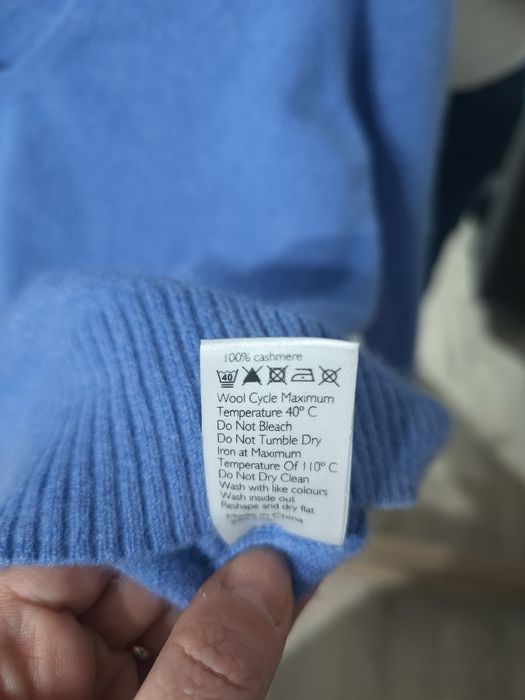 100% cashmere
40
Wool Cycle Maximum
Temperature 40° C
Do Not Bleach
Do Not Tumble Dry
Iron at Maximum
Temperature Of 110° C
Do Not Dry Clean
Wash with like colours
Wash inside out
Reshape and dry flat
Made in China